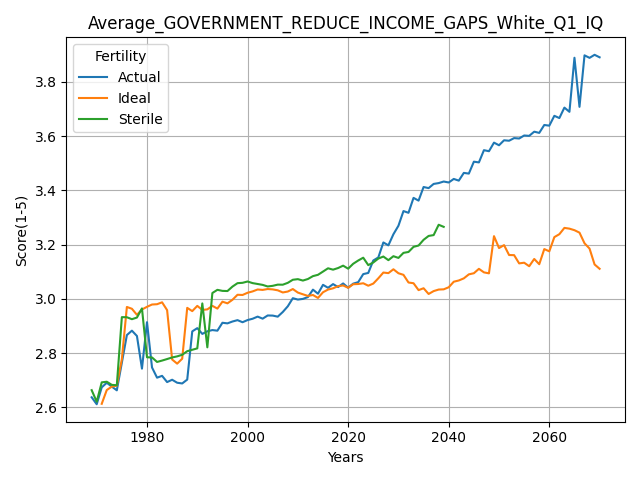 Average_GOVERNMENT_REDUCE_INCOME_GAPS_White_Q1_IQ
Fertility
Actual
Ideal
Sterile
Score(1-5)
3.8
3.6
3.4
3.2
3.0
2.8
2.6
1980 2000 2020 2040 2060
Years